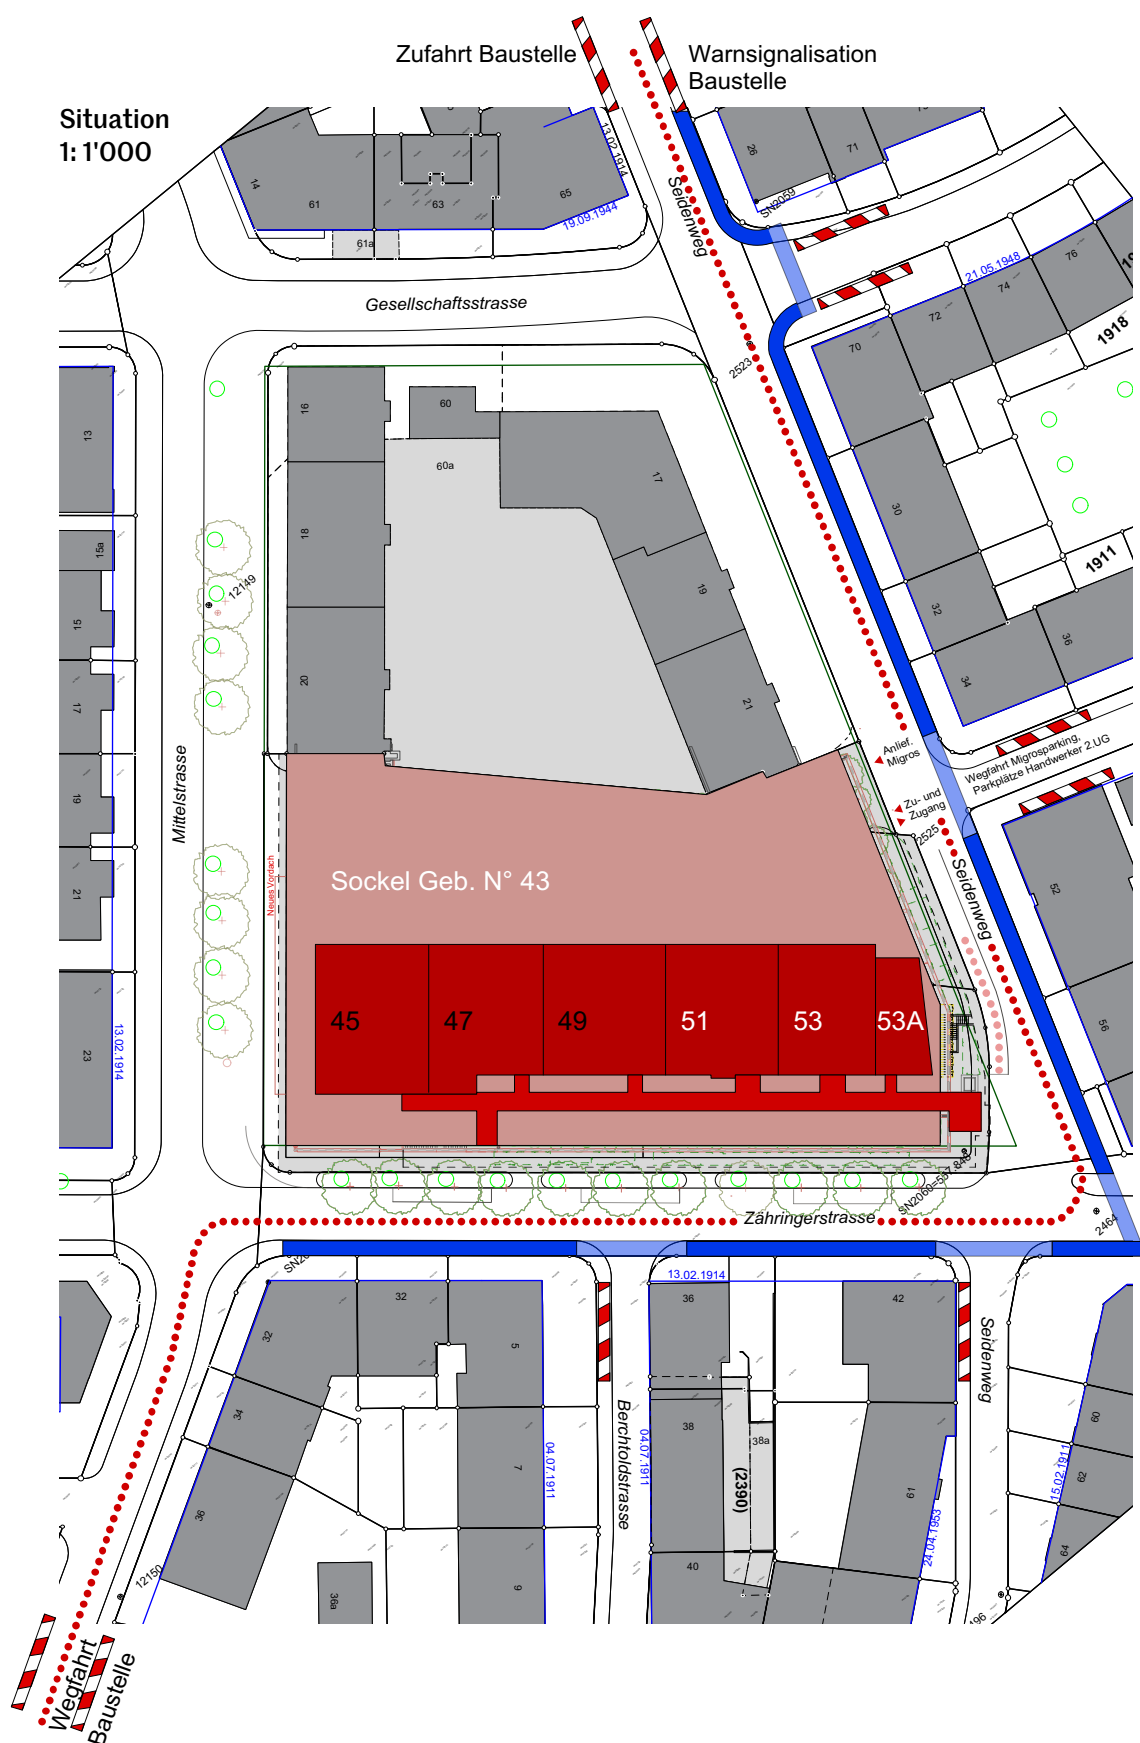 Zufahrt Baustelle
Warnsignalisation
Baustelle
Situation
1: 1'000
13.02.1914
Seidenweg
26
71
SN2059
14
61
63
65
61a
19.09.1944
Gesellschaftsstrasse
21.05.1948
76
74
72
70
1918
2523
13
16
60
60a
17
15a
18
30
1911
12149
15
19
32
36
20
34
17
21
Mittelstrasse
Anlief.
Migros
Wegfahrt Migrosparking,
Parkplätze Handwerker 2.UG
Zu- und
Zugang
2525
19
Seidenweg
Neues Vordach
Sockel Geb. N° 43
21
52
45
47
49
51
53
53A
56
23
13.02.1914
Zähringerstrasse
2464
13.02.1914
32
32
5
36
42
Seidenweg
34
38
38a
60
Berchtoldstrasse
04.07.1911
04.07.1911
7
(2390)
61
15.02.1911
62
36
24.04.1953
64
12150
36a
9
40
Wegfahrt
Baustelle